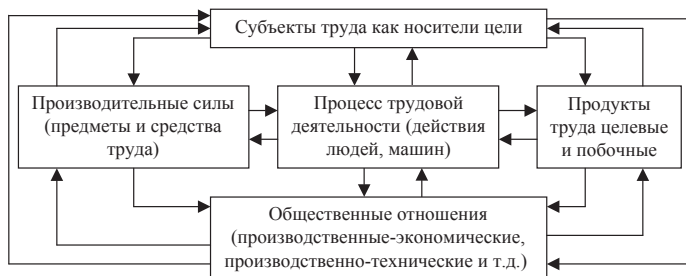 Субъекты труда как носители цели
Производительные силы
(предметы и средства
труда)
Процесс трудовой
деятельности (действия
людей, машин)
Продукты
труда целевые
и побочные
Общественные отношения
(производственные-экономические,
производственно-технические и т.д.)